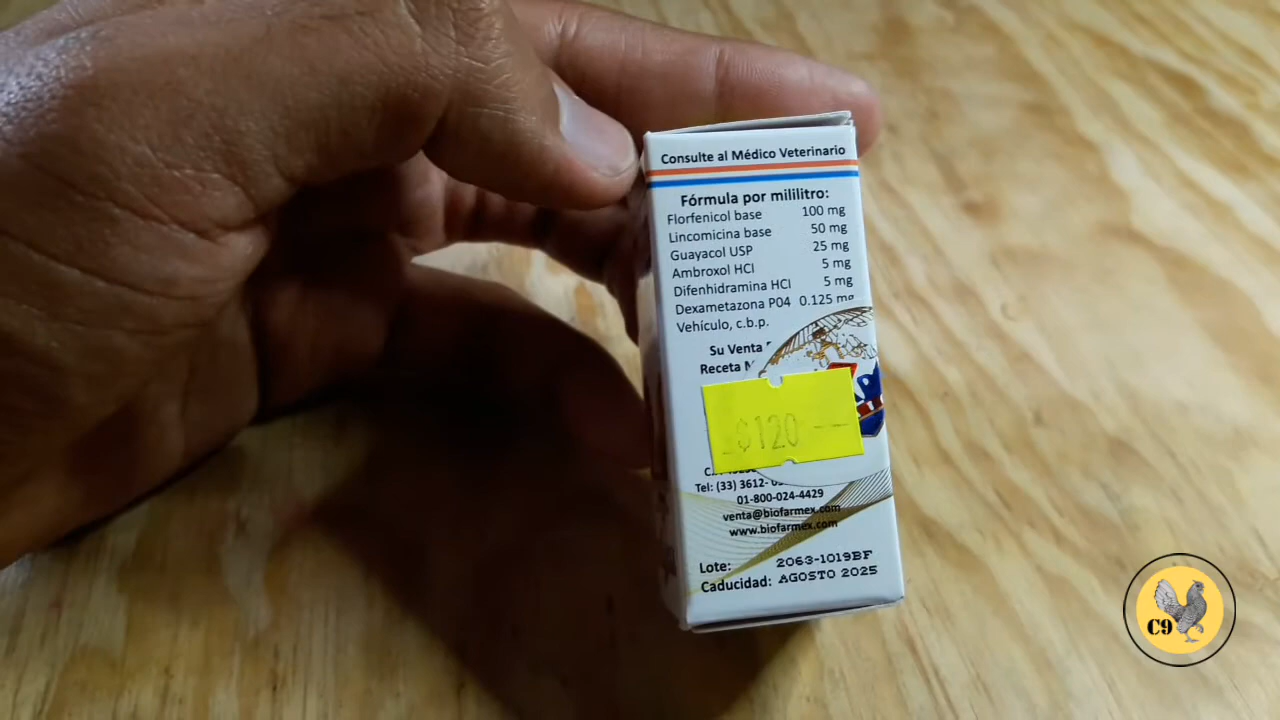 Consulte al Médico Veterinario
Fórmula por mililitro:
Florfenicol base 100 mg
Lincomicina base 50 mg
Guayacol USP 25 mg
Ambroxol HCl 5 mg
Difenhidramina HCI 5 mg
Dexametazona P04 0.125 mg
Vehículo, c.b.p.
Su Venta
Receta
$120
Tel: (33) 3612-
01-800-024-4429
venta@biofarmex.com
www.biofarmex.com
Lote: 2063-1019BF
Caducidad: AGOSTO 2025
C9